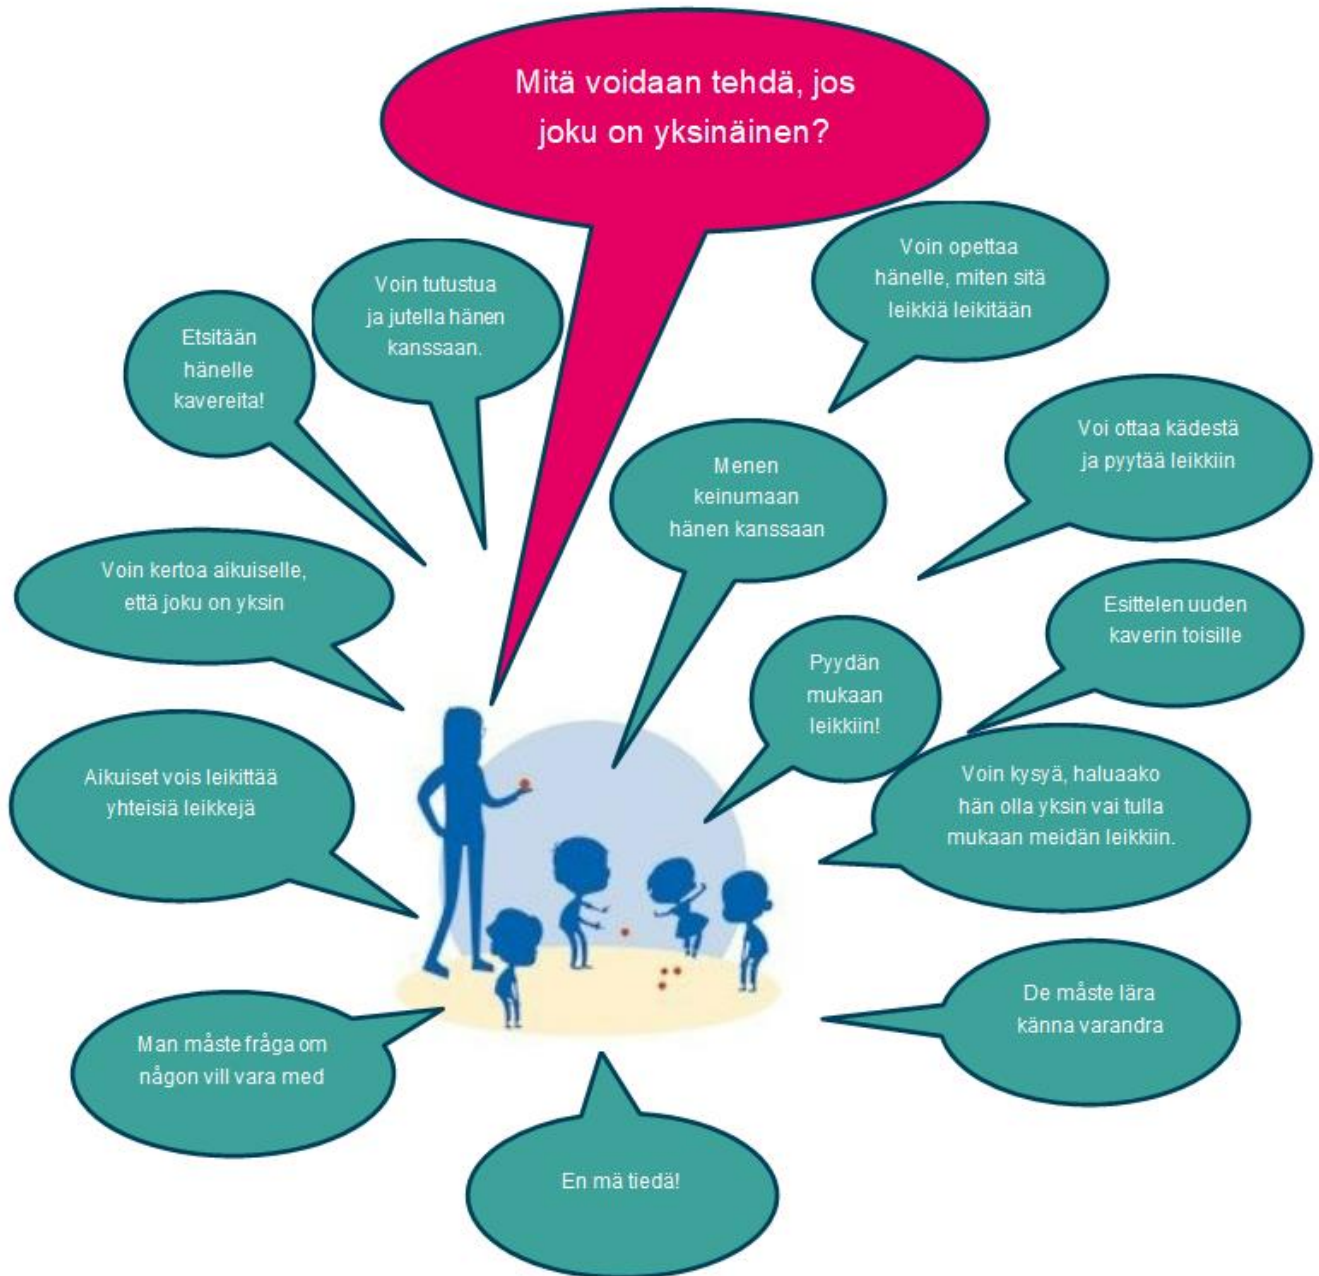 Mitä voidaan tehdä, jos
joku on yksinäinen?
Voin opettaa
hänelle, miten sitä
leikkiä leikitään
Voin tutustua
ja jutella hänen
kanssaan.
Etsitään
hänelle
kavereita!
Voi ottaa kädestä
ja pyytää leikkiin
Menen
keinumaan
hänen kanssaan
Voin kertoa aikuiselle,
että joku on yksin
Esittelen uuden
kaverin toisille
Pyydän
mukaan
leikkiin!
Aikuiset vois leikittää
yhteisiä leikkejä
Voin kysyä, haluaako
hän olla yksin vai tulla
mukaan meidän leikkiin.
De måste lära
känna varandra
Man måste fråga om
någon vill vara med
En mä tiedä!